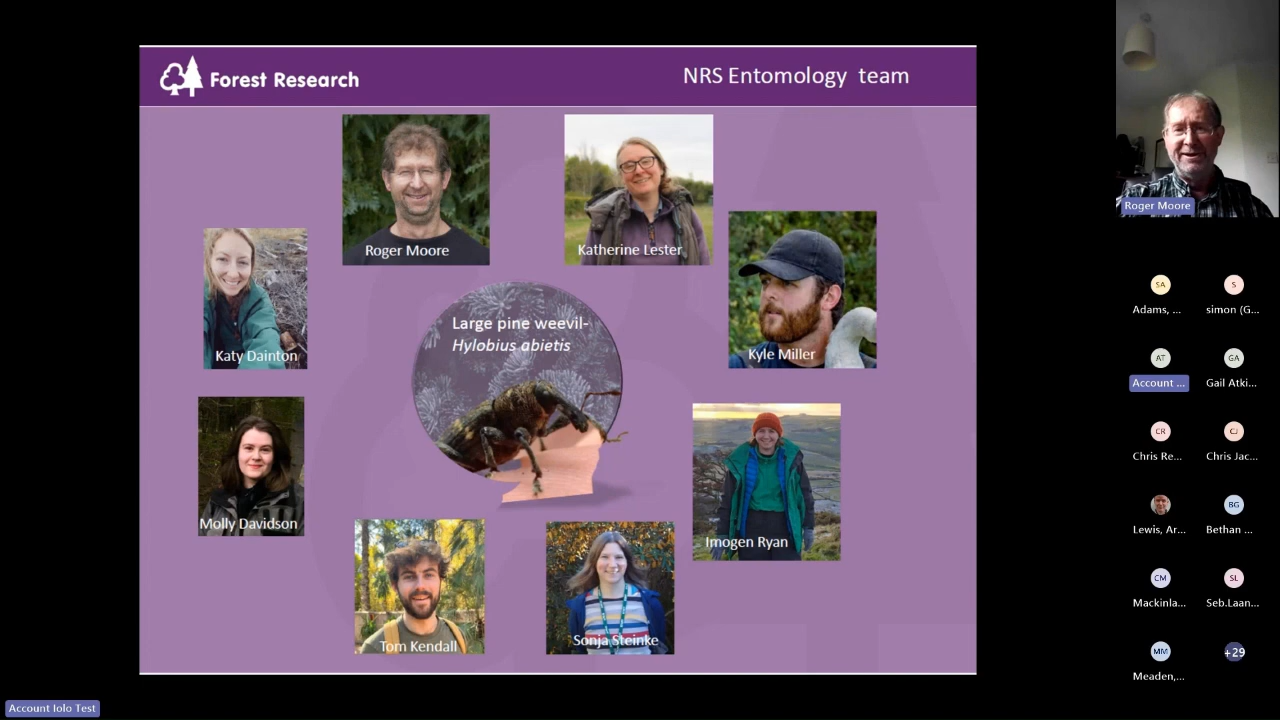 Forest Research
NRS Entomology team
Roger Moore
Katherine Lester
Kyle Miller
Katy Dainton
Large pine weevil-
Hylobius abietis
Molly Davidson
Imogen Ryan
Tom Kendall
Sonja Steinke
Roger Moore
SA
S
Adams, ...
simon (G...
AT
GA
Account ...
Gail Atki...
CR
CJ
Chris Re...
Chris Jac...
BG
Lewis, Ar...
Bethan ...
CM
SL
Mackinla...
Seb.Laan...
MM
+29
Meaden,...
Account Iolo Test